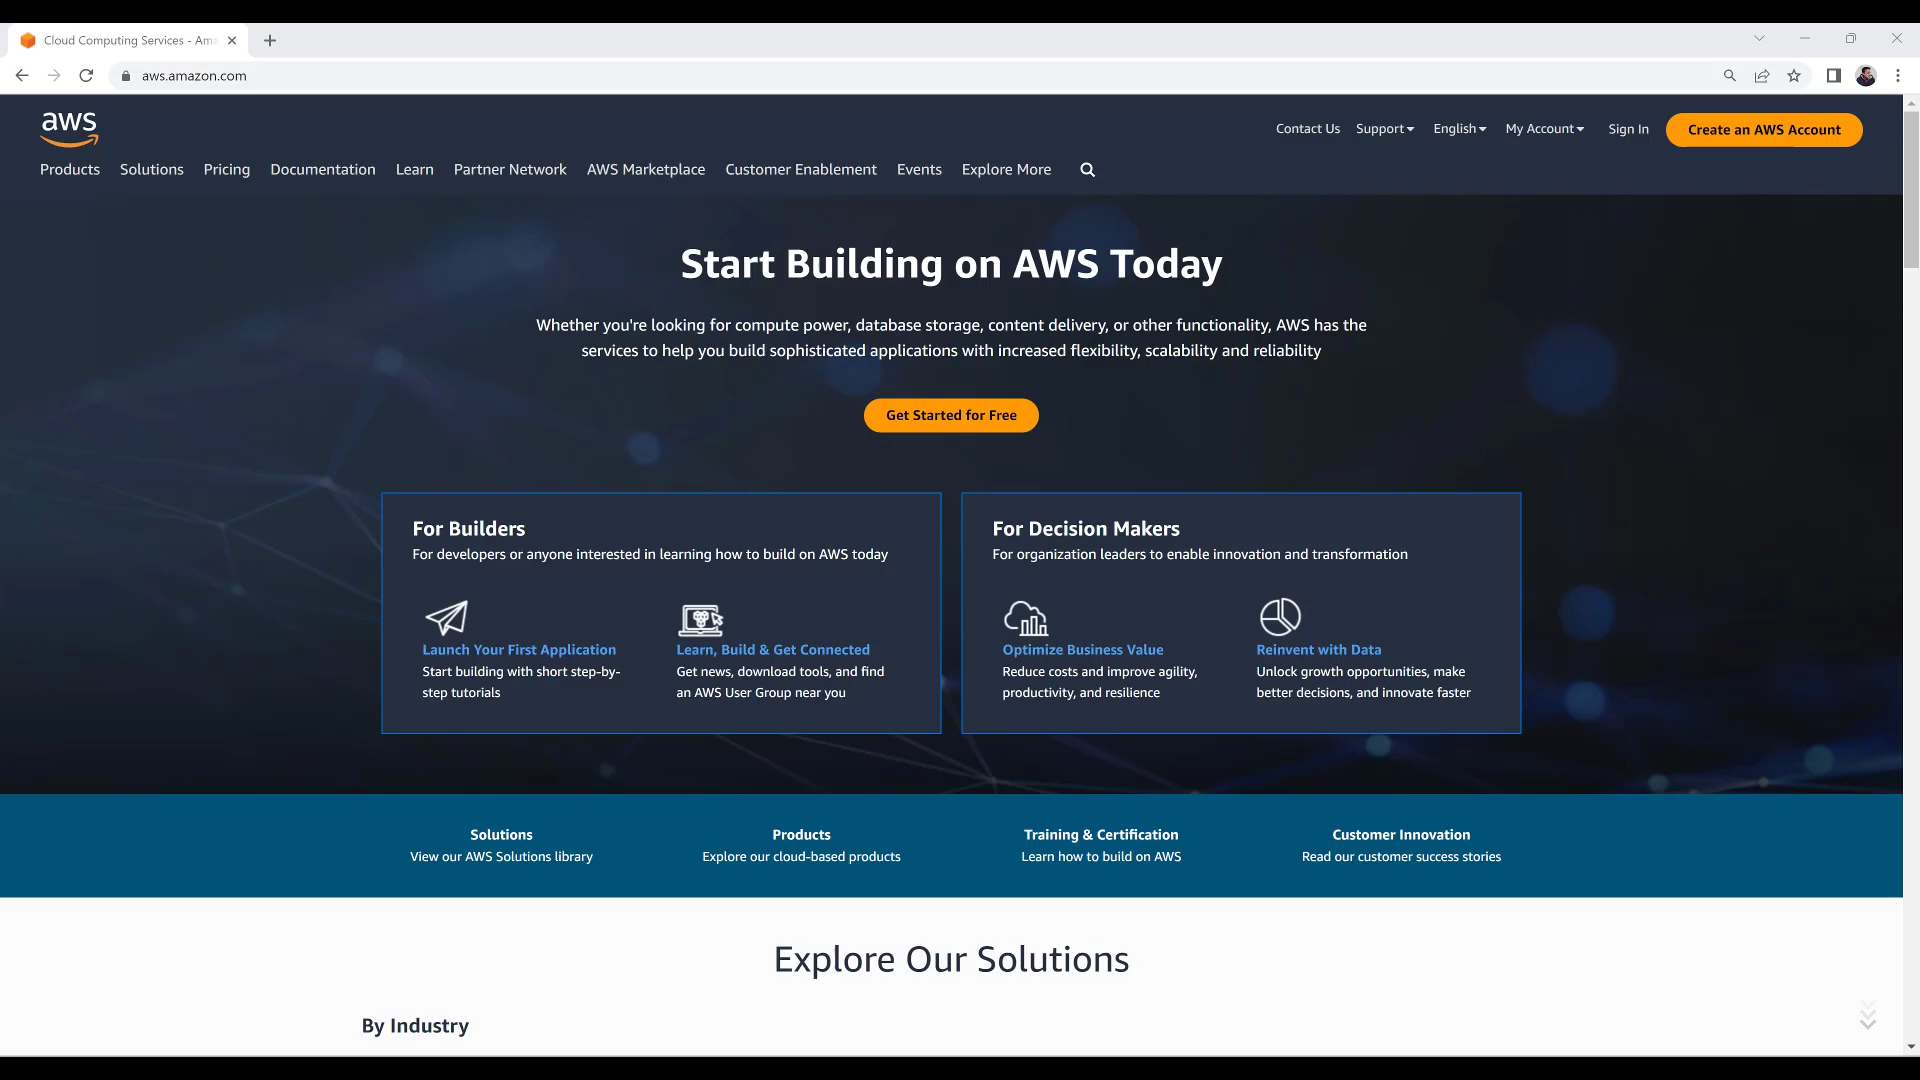 Cloud Computing Services - Ama
aws.amazon.com
aws
Contact Us Support English My Account Sign In Create an AWS Account
Products Solutions Pricing Documentation Learn Partner Network AWS Marketplace Customer Enablement Events Explore More
Start Building on AWS Today
Whether you're looking for compute power, database storage, content delivery, or other functionality, AWS has the
services to help you build sophisticated applications with increased flexibility, scalability and reliability
Get Started for Free
For Builders
For developers or anyone interested in learning how to build on AWS today
Launch Your First Application
Start building with short step-by-
step tutorials
Learn, Build & Get Connected
Get news, download tools, and find
an AWS User Group near you
For Decision Makers
For organization leaders to enable innovation and transformation
Optimize Business Value
Reduce costs and improve agility,
productivity, and resilience
Reinvent with Data
Unlock growth opportunities, make
better decisions, and innovate faster
Solutions
View our AWS Solutions library
Products
Explore our cloud-based products
Training & Certification
Learn how to build on AWS
Customer Innovation
Read our customer success stories
Explore Our Solutions
By Industry